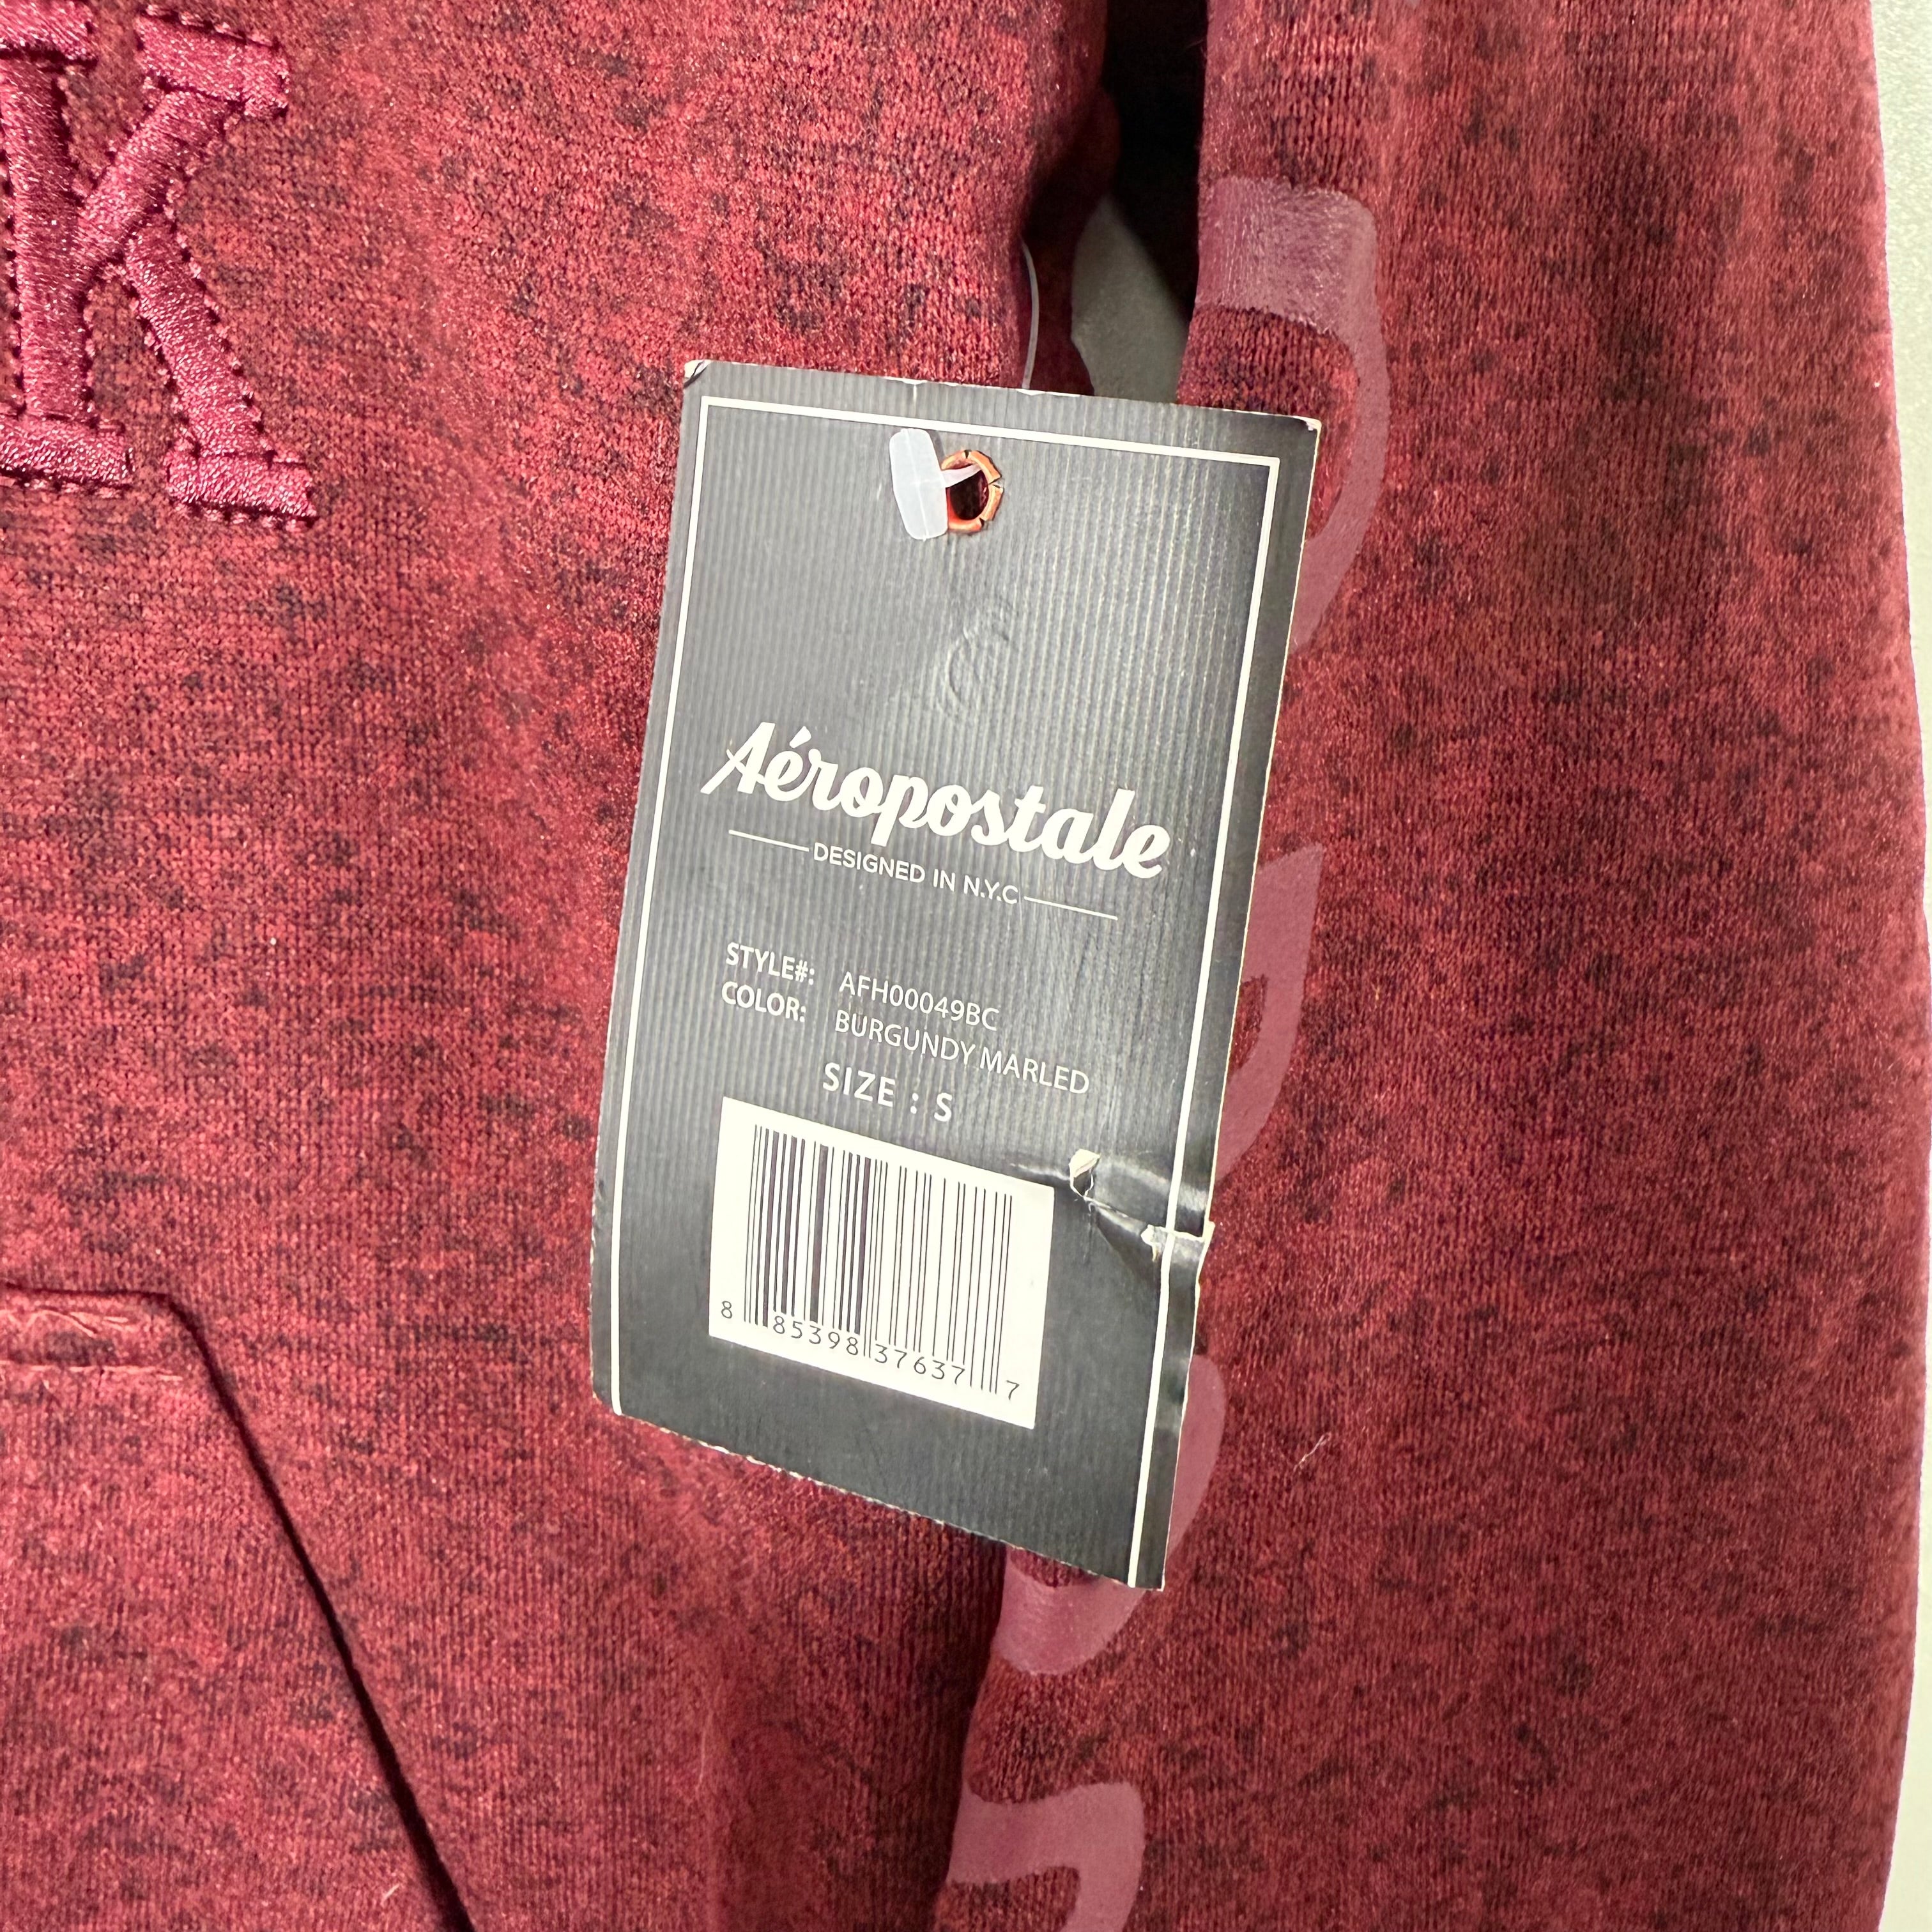 K
Aéropostale
DESIGNED IN N.Y.C
STYLE#: AFH00049BC
COLOR: BURGUNDY MARLED
SIZE : S
8 85398 37637 7